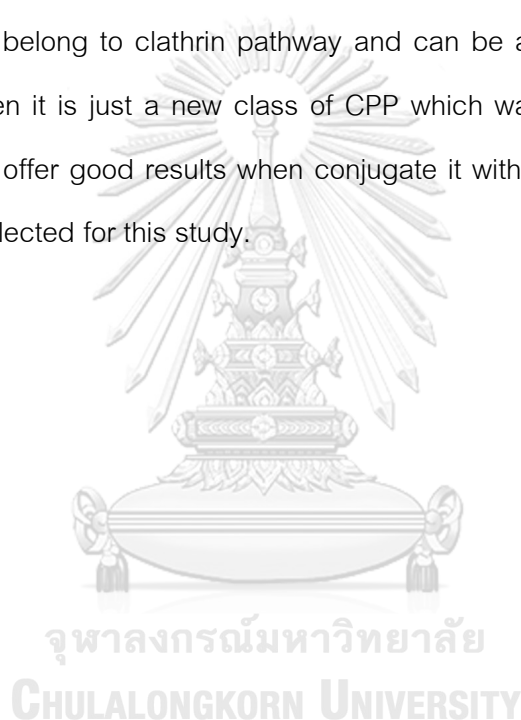 belong to clathrin pathway and can be a
en it is just a new class of CPP which wa
offer good results when conjugate it with
lected for this study.
จุฬาลงกรณ์มหาวิทยาลัย
CHULALONGKORN UNIVERSITY